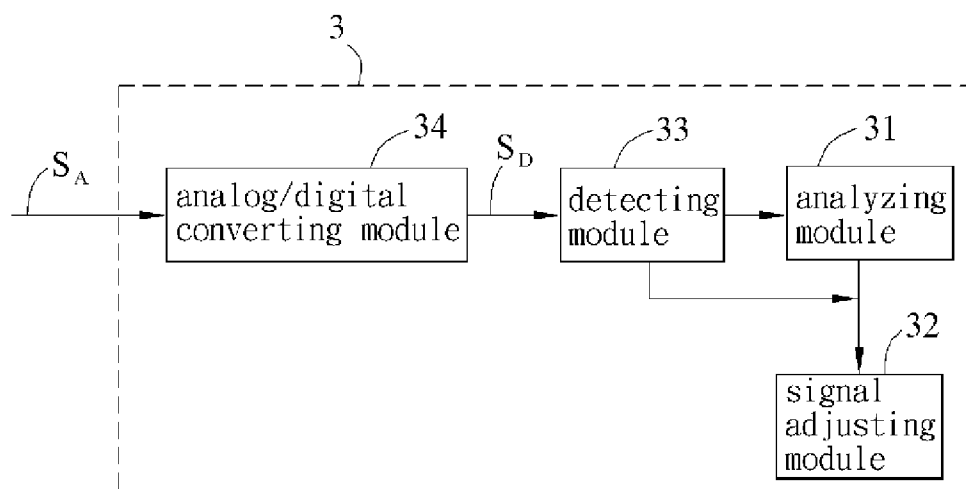 3
34
33
31
S_A
S_D
analog/digital
converting module
detecting
module
analyzing
module
32
signal
adjusting
module